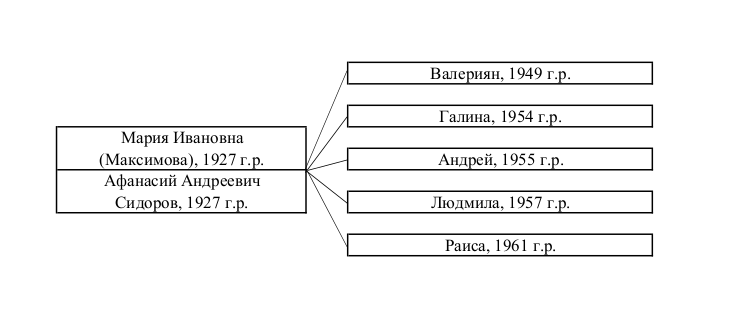 Мария Ивановна
(Максимова), 1927 г.р.
Афанасий Андреевич
Сидоров, 1927 г.р.
Валериян, 1949 г.р.
Галина, 1954 г.р.
Андрей, 1955 г.р.
Людмила, 1957 г.р.
Раиса, 1961 г.р.